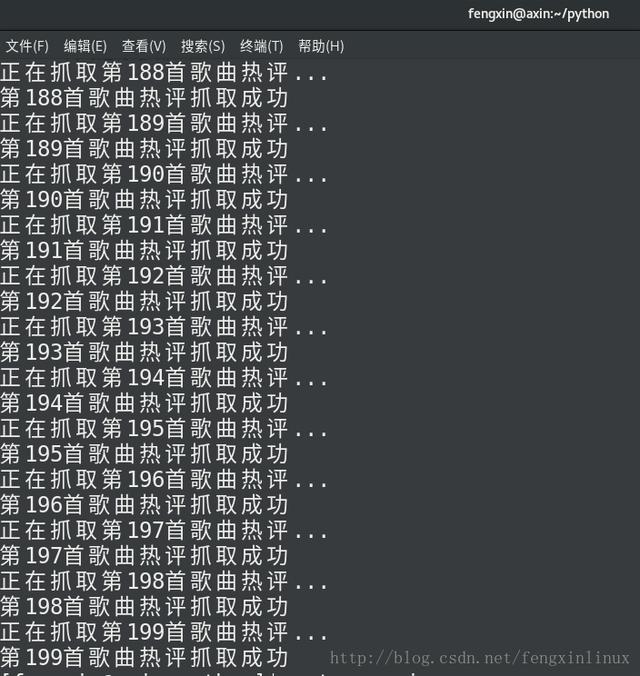 fengxin@axin:~/python
文件(F) 编辑(E) 查看(V) 搜索(S) 终端(T) 帮助(H)
正在抓取第188首歌曲热评...
第188首歌曲热评抓取成功
正在抓取第189首歌曲热评...
第189首歌曲热评抓取成功
正在抓取第190首歌曲热评...
第190首歌曲热评抓取成功
正在抓取第191首歌曲热评...
第191首歌曲热评抓取成功
正在抓取第192首歌曲热评...
第192首歌曲热评抓取成功
正在抓取第193首歌曲热评...
第193首歌曲热评抓取成功
正在抓取第194首歌曲热评...
第194首歌曲热评抓取成功
正在抓取第195首歌曲热评...
第195首歌曲热评抓取成功
正在抓取第196首歌曲热评...
第196首歌曲热评抓取成功
正在抓取第197首歌曲热评...
第197首歌曲热评抓取成功
正在抓取第198首歌曲热评...
第198首歌曲热评抓取成功
正在抓取第199首歌曲热评...
第199首歌曲热评抓取成功
http://blog.csdn.net/fengxinlinux